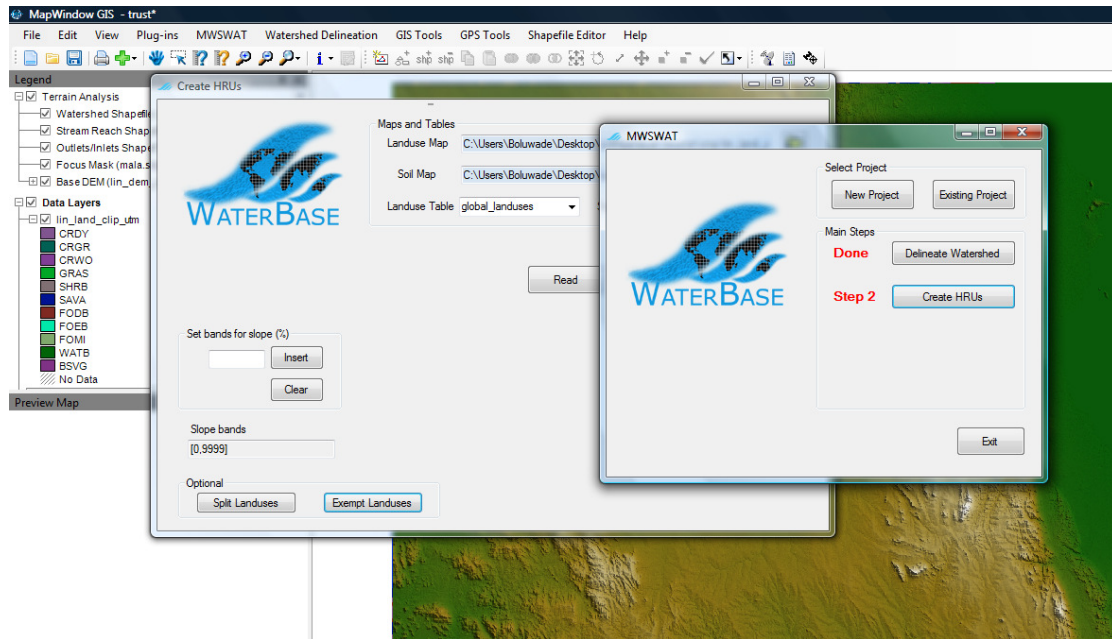 MapWindow GIS - trust*
File Edit View Plug-ins MWSWAT Watershed Delineation GIS Tools GPS Tools Shapefile Editor Help
Legend
Terrain Analysis
Watershed Shapefile
Stream Reach Shap
Outlets/Inlets Shape
Focus Mask (mala.s
Base DEM (lin_dem
Data Layers
lin_land_clip_utm
CRDY
CRGR
CRWO
GRAS
SHRB
SAVA
FODB
FOEB
FOMI
WATB
BSVG
No Data
Preview Map
Create HRUs
WATERBASE
Maps and Tables
Landuse Map C:\Users\Boluwade\Desktop\
Soil Map C:\Users\Boluwade\Desktop\
Landuse Table global_landuses
Read
Set bands for slope (%)
Insert
Clear
Slope bands
[0,9999]
Optional
Split Landuses Exempt Landuses
MWSWAT
WATERBASE
Select Project
New Project Existing Project
Main Steps
Done Delineate Watershed
Step 2 Create HRUs
Exit